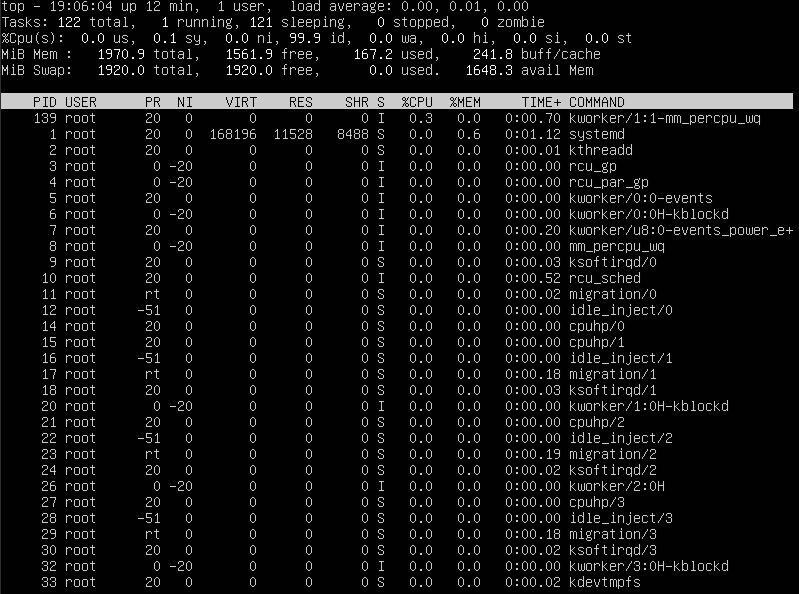 top - 19:06:04 up 12 min,  1 user,  load average: 0.00, 0.01, 0.00
Tasks: 122 total,   1 running, 121 sleeping,   0 stopped,   0 zombie
%Cpu(s):  0.0 us,  0.1 sy,  0.0 ni, 99.9 id,  0.0 wa,  0.0 hi,  0.0 si,  0.0 st
MiB Mem :   1970.9 total,   1561.9 free,    167.2 used,    241.8 buff/cache
MiB Swap:   1920.0 total,   1920.0 free,      0.0 used.   1648.3 avail Mem
PID USER      PR  NI    VIRT    RES    SHR S  %CPU  %MEM     TIME+ COMMAND
139 root      20   0       0      0      0 I   0.3   0.0   0:00.70 kworker/1:1-mm_percpu_wq
1 root      20   0  168196  11528   8488 S   0.0   0.6   0:01.12 systemd
2 root      20   0       0      0      0 S   0.0   0.0   0:00.01 kthreadd
3 root       0 -20       0      0      0 I   0.0   0.0   0:00.00 rcu_gp
4 root       0 -20       0      0      0 I   0.0   0.0   0:00.00 rcu_par_gp
5 root      20   0       0      0      0 I   0.0   0.0   0:00.00 kworker/0:0-events
6 root       0 -20       0      0      0 I   0.0   0.0   0:00.00 kworker/0:0H-kblockd
7 root      20   0       0      0      0 I   0.0   0.0   0:00.20 kworker/u8:0-events_power_e+
8 root       0 -20       0      0      0 I   0.0   0.0   0:00.00 mm_percpu_wq
9 root      20   0       0      0      0 S   0.0   0.0   0:00.03 ksoftirqd/0
10 root      20   0       0      0      0 I   0.0   0.0   0:00.52 rcu_sched
11 root      rt   0       0      0      0 S   0.0   0.0   0:00.02 migration/0
12 root     -51   0       0      0      0 S   0.0   0.0   0:00.00 idle_inject/0
14 root      20   0       0      0      0 S   0.0   0.0   0:00.00 cpuhp/0
15 root      20   0       0      0      0 S   0.0   0.0   0:00.00 cpuhp/1
16 root     -51   0       0      0      0 S   0.0   0.0   0:00.00 idle_inject/1
17 root      rt   0       0      0      0 S   0.0   0.0   0:00.18 migration/1
18 root      20   0       0      0      0 S   0.0   0.0   0:00.03 ksoftirqd/1
20 root       0 -20       0      0      0 I   0.0   0.0   0:00.00 kworker/1:0H-kblockd
21 root      20   0       0      0      0 S   0.0   0.0   0:00.00 cpuhp/2
22 root     -51   0       0      0      0 S   0.0   0.0   0:00.00 idle_inject/2
23 root      rt   0       0      0      0 S   0.0   0.0   0:00.19 migration/2
24 root      20   0       0      0      0 S   0.0   0.0   0:00.02 ksoftirqd/2
26 root       0 -20       0      0      0 I   0.0   0.0   0:00.00 kworker/2:0H
27 root      20   0       0      0      0 S   0.0   0.0   0:00.00 cpuhp/3
28 root     -51   0       0      0      0 S   0.0   0.0   0:00.00 idle_inject/3
29 root      rt   0       0      0      0 S   0.0   0.0   0:00.18 migration/3
30 root      20   0       0      0      0 S   0.0   0.0   0:00.02 ksoftirqd/3
32 root       0 -20       0      0      0 I   0.0   0.0   0:00.00 kworker/3:0H-kblockd
33 root      20   0       0      0      0 S   0.0   0.0   0:00.02 kdevtmpfs